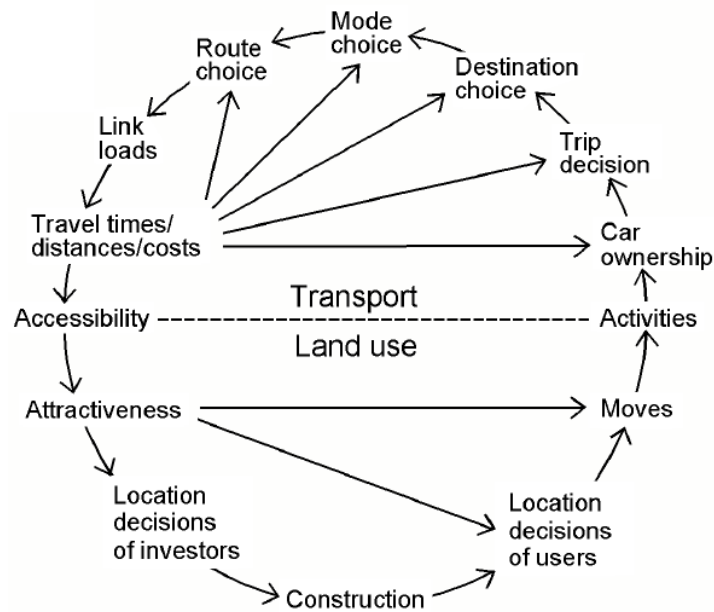 Mode
choice
Route
choice
Destination
choice
Link
loads
Trip
decision
Travel times/
distances/costs
Car
ownership
Transport
Accessibility
Activities
Land use
Attractiveness
Moves
Location
decisions
of investors
Location
decisions
of users
Construction